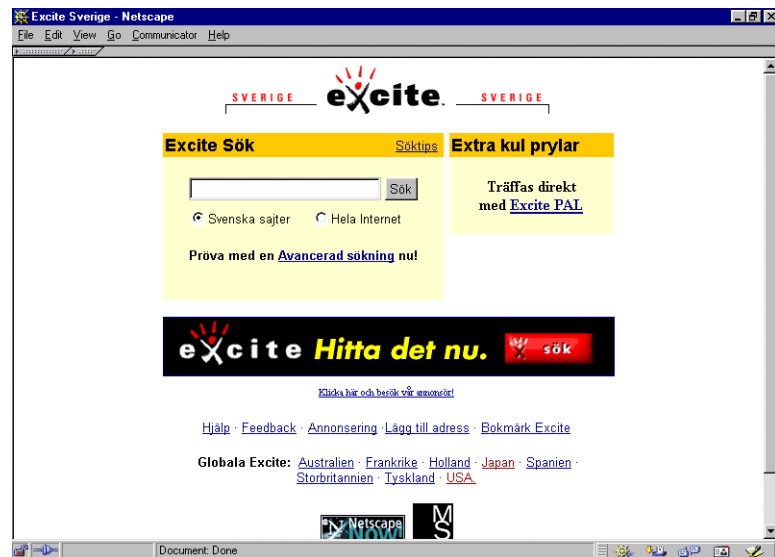 Excite Sverige - Netscape
File Edit View Go Communicator Help
SVERIGE excite. SVERIGE
Excite Sök Söktips Extra kul prylar
Sök
Svenska sajter Hela Internet
Träffas direkt
med Excite PAL
Pröva med en Avancerad sökning nu!
excite Hitta det nu. sök
Klicka här och besök vår annonsör!
Hjälp · Feedback · Annonsering · Lägg till adress · Bokmärk Excite
Globala Excite: Australien · Frankrike · Holland · Japan · Spanien ·
Storbritannien · Tyskland · USA.
Netscape
NOW!
M
S
Document: Done